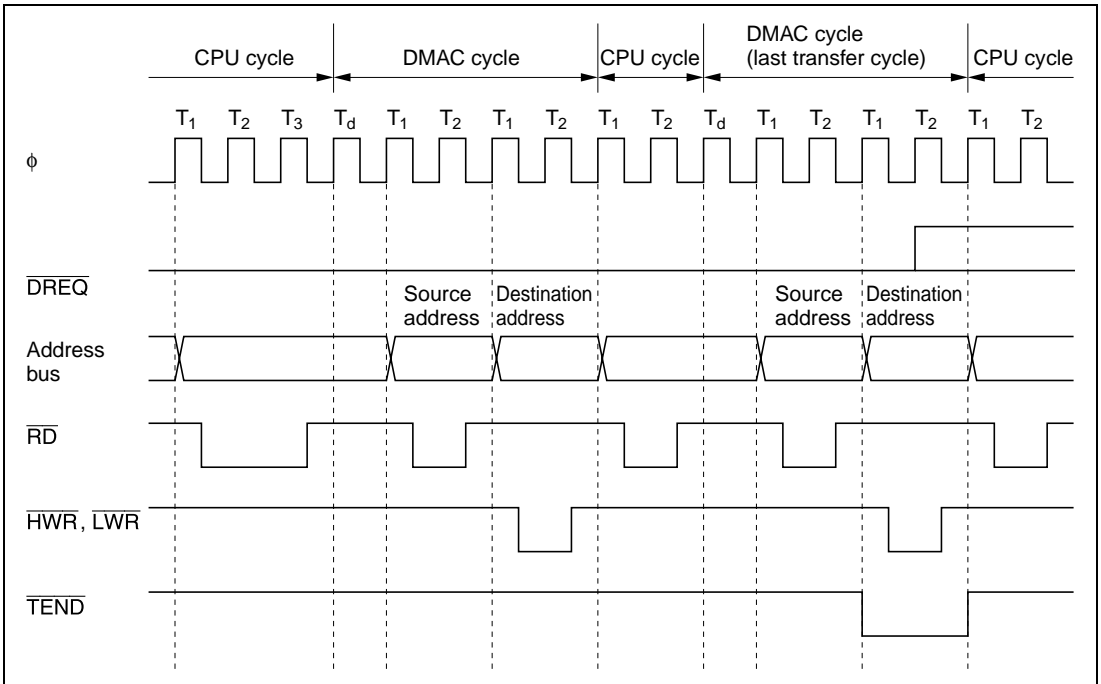 CPU cycle DMAC cycle CPU cycle DMAC cycle (last transfer cycle) CPU cycle
T1 T2 T3 Td T1 T2 T1 T2 T1 T2 Td T1 T2 T1 T2 T1 T2
φ
DREQ
Source address Destination address Source address Destination address
Address
bus
RD
HWR, LWR
TEND